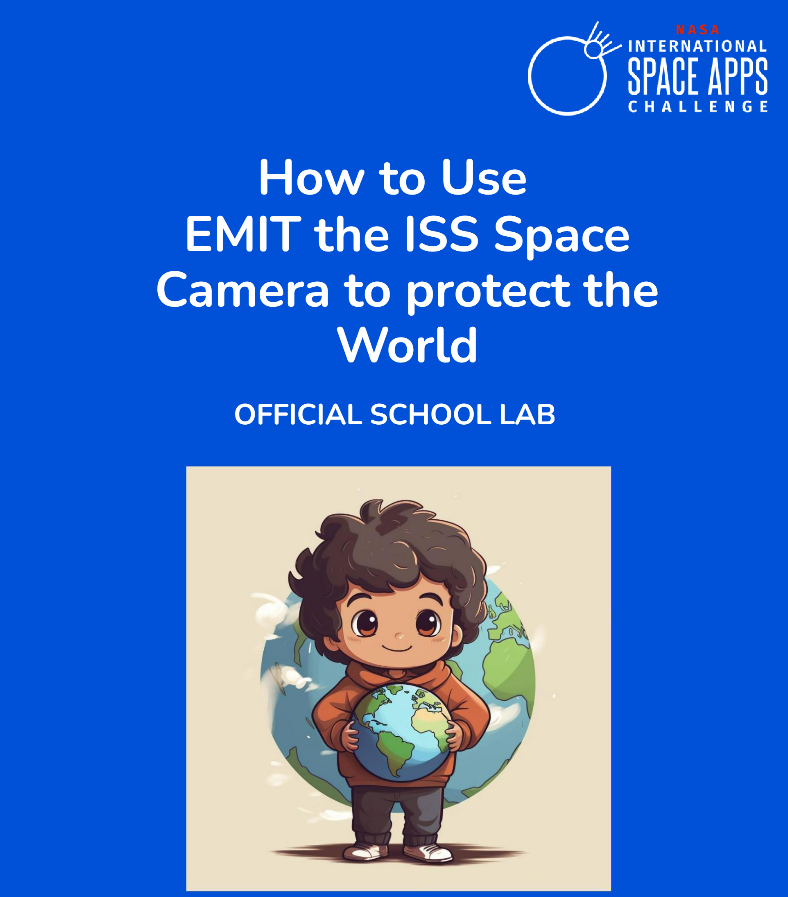 NASA
INTERNATIONAL
SPACE APPS
CHALLENGE
How to Use
EMIT the ISS Space
Camera to protect the
World
OFFICIAL SCHOOL LAB